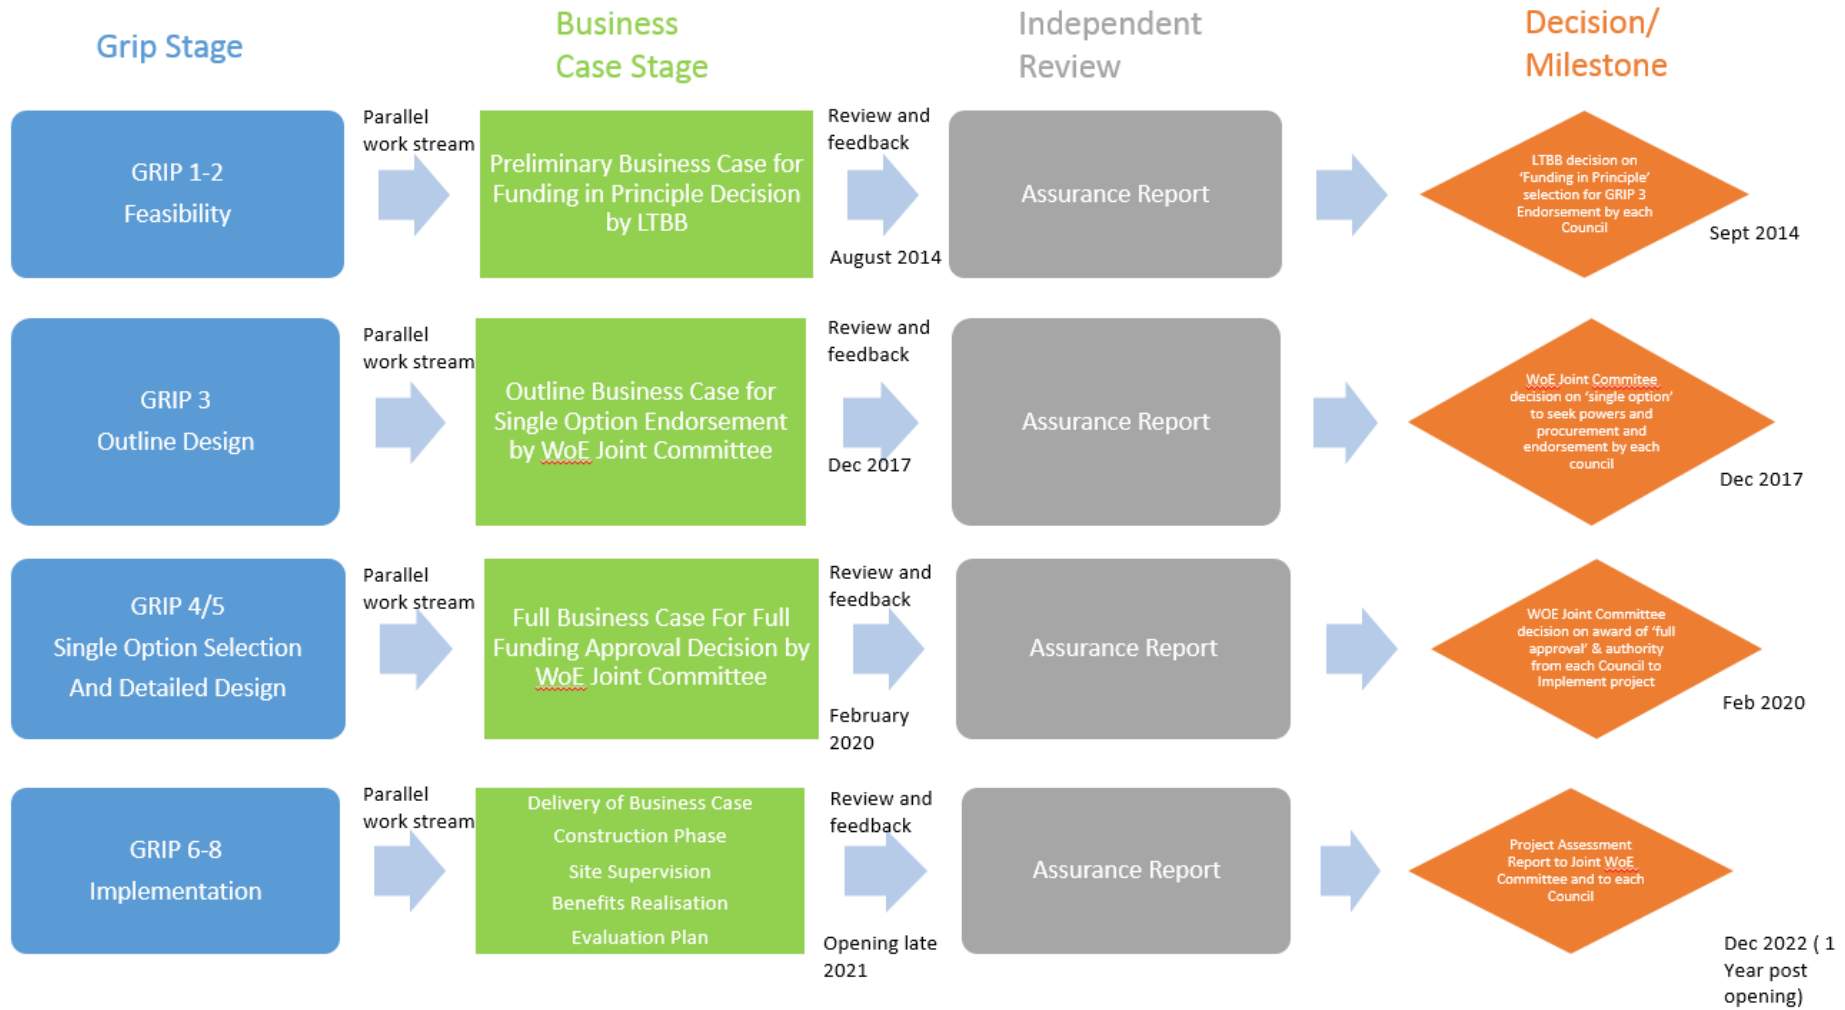 Grip Stage
Business
Case Stage
Independent
Review
Decision/
Milestone
GRIP 1-2
Feasibility
Parallel
work stream
Preliminary Business Case for
Funding in Principle Decision
by LTBB
Review and
feedback
August 2014
Assurance Report
LTBB decision on
‘Funding in Principle’
selection for GRIP 3
Endorsement by each
Council
Sept 2014
GRIP 3
Outline Design
Parallel
work stream
Outline Business Case for
Single Option Endorsement
by WoE Joint Committee
Review and
feedback
Dec 2017
Assurance Report
WoE Joint Commitee
decision on ‘single option’
to seek powers and
procurement and
endorsement by each
council
Dec 2017
GRIP 4/5
Single Option Selection
And Detailed Design
Parallel
work stream
Full Business Case For Full
Funding Approval Decision by
WoE Joint Committee
Review and
feedback
February
2020
Assurance Report
WOE Joint Committee
decision on award of ‘full
approval’ & authority
from each Council to
Implement project
Feb 2020
GRIP 6-8
Implementation
Parallel
work stream
Delivery of Business Case
Construction Phase
Site Supervision
Benefits Realisation
Evaluation Plan
Review and
feedback
Opening late
2021
Assurance Report
Project Assessment
Report to Joint WoE
Committee and to each
Council
Dec 2022 ( 1
Year post
opening)